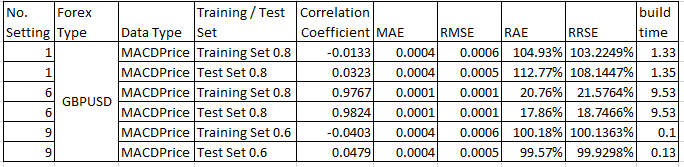 No. Setting Forex Type Data Type Training / Test Set Correlation Coefficient MAE RMSE RAE RRSE build time
1 MACDPrice Training Set 0.8 -0.0133 0.0004 0.0006 104.93% 103.2249% 1.33
1 MACDPrice Test Set 0.8 0.0323 0.0004 0.0005 112.77% 108.1447% 1.35
6 MACDPrice Training Set 0.8 0.9767 0.0001 0.0001 20.76% 21.5764% 9.53
GBPUSD
6 MACDPrice Test Set 0.8 0.9824 0.0001 0.0001 17.86% 18.7466% 9.53
9 MACDPrice Training Set 0.6 -0.0403 0.0004 0.0006 100.18% 100.1363% 0.1
9 MACDPrice Test Set 0.6 0.0479 0.0004 0.0005 99.57% 99.9298% 0.13